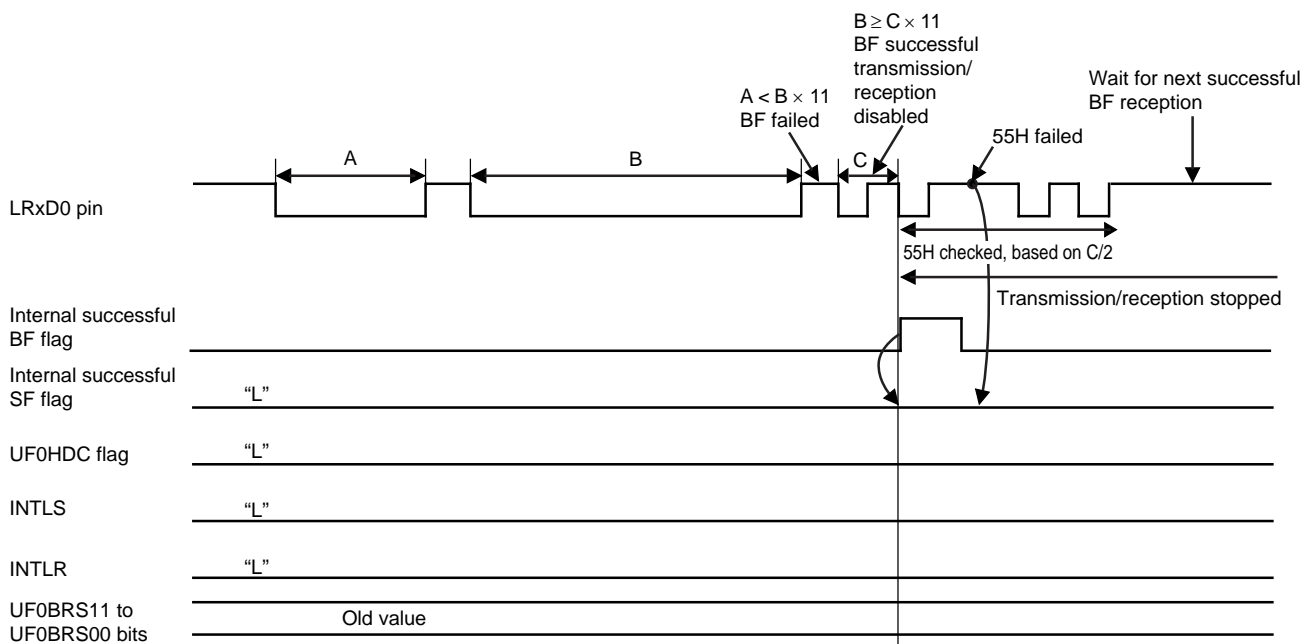 B ≥ C × 11
BF successful
transmission/
reception
disabled
A < B × 11
BF failed
Wait for next successful
BF reception
55H failed
A
B
C
LRxD0 pin
55H checked, based on C/2
Transmission/reception stopped
Internal successful
BF flag
Internal successful
SF flag
“L”
UF0HDC flag
“L”
INTLS
“L”
INTLR
“L”
UF0BRS11 to
UF0BRS00 bits
Old value